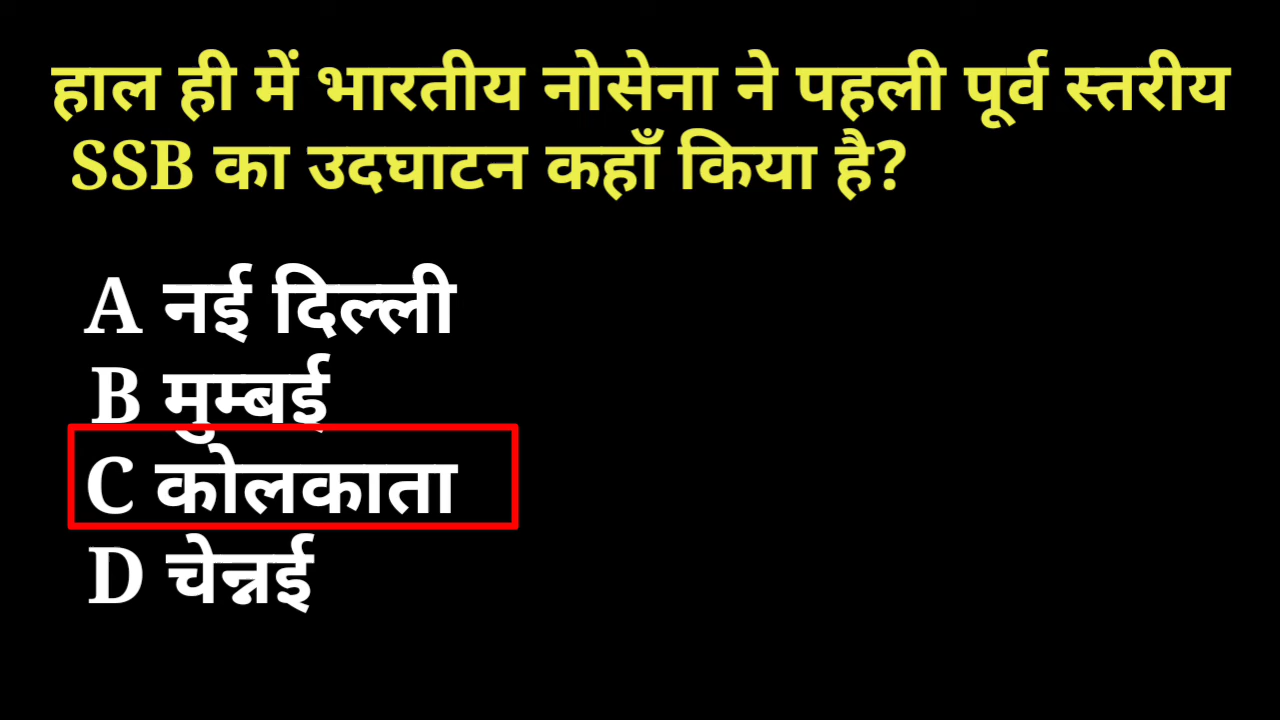 हाल ही में भारतीय नोसेना ने पहली पूर्व स्तरीय
SSB का उदघाटन कहाँ किया है?
A नई दिल्ली
B मुम्बई
C कोलकाता
D चेन्नई